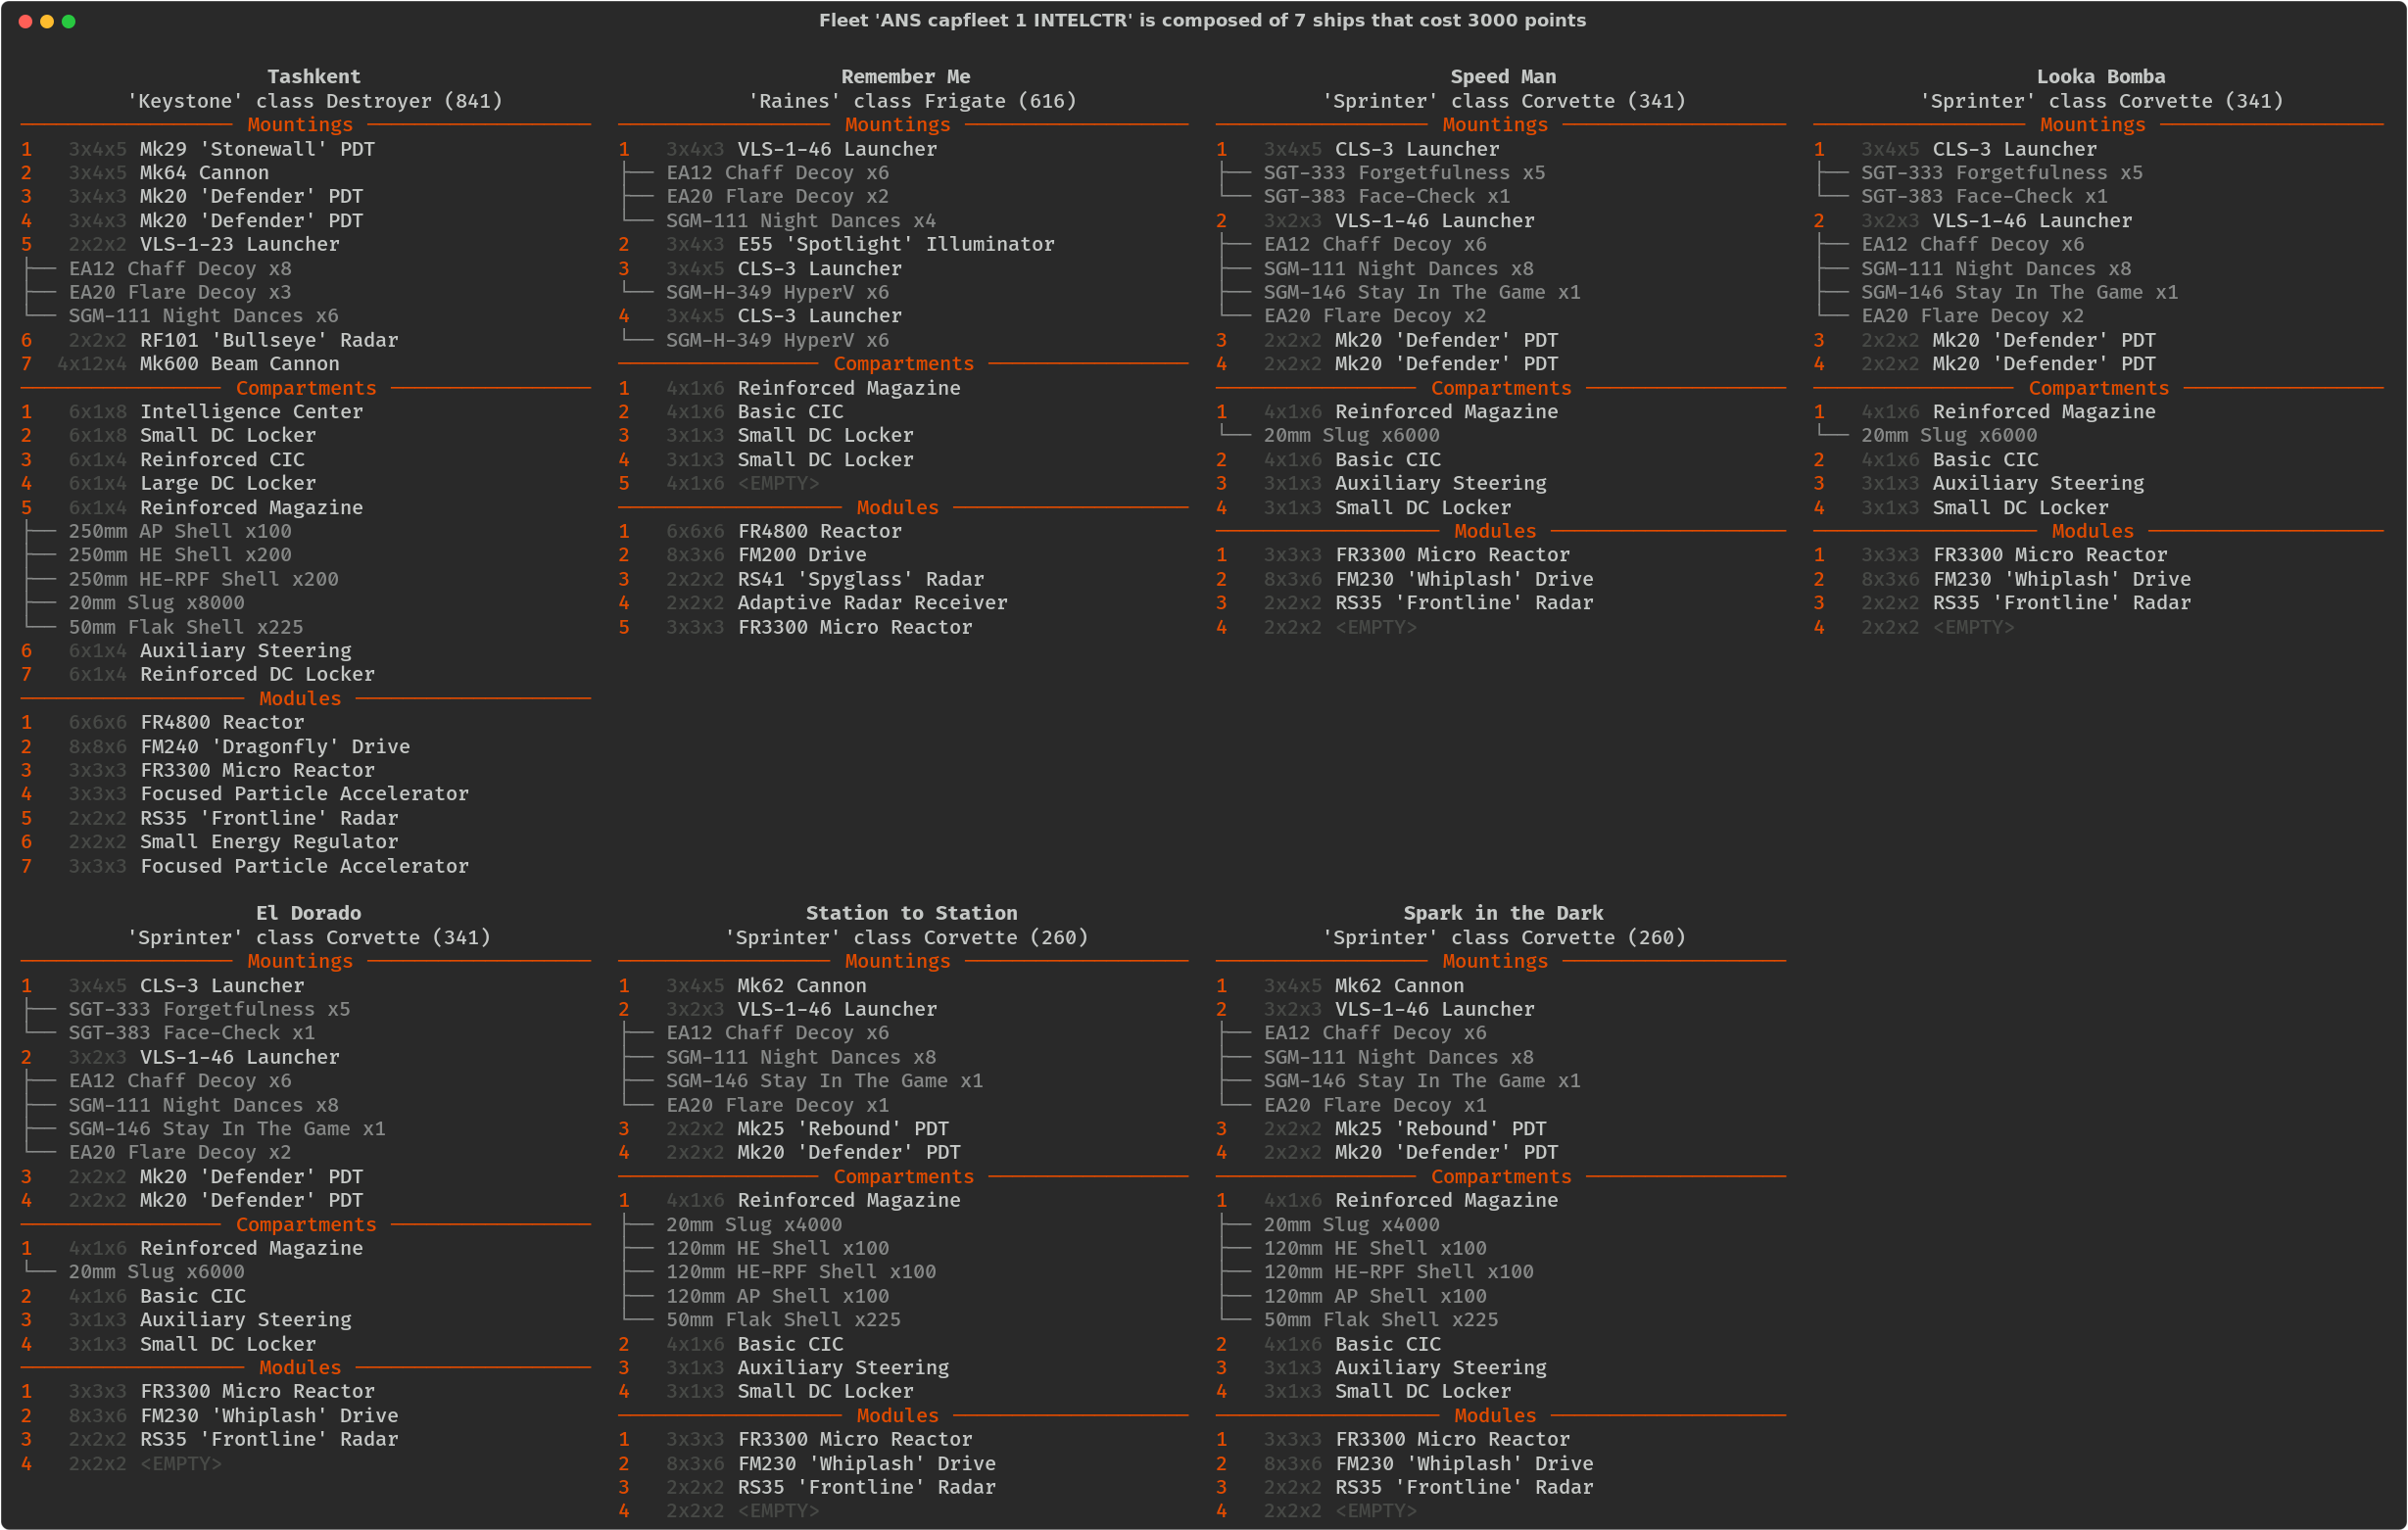 Fleet 'ANS capfleet 1 INTELCTR' is composed of 7 ships that cost 3000 points
Tashkent
'Keystone' class Destroyer (841)
Mountings
1 3x4x5 Mk29 'Stonewall' PDT
2 3x4x5 Mk64 Cannon
3 3x4x3 Mk20 'Defender' PDT
4 3x4x3 Mk20 'Defender' PDT
5 2x2x2 VLS-1-23 Launcher
EA12 Chaff Decoy x8
EA20 Flare Decoy x3
SGM-111 Night Dances x6
6 2x2x2 RF101 'Bullseye' Radar
7 4x12x4 Mk600 Beam Cannon
Compartments
1 6x1x8 Intelligence Center
2 6x1x8 Small DC Locker
3 6x1x4 Reinforced CIC
4 6x1x4 Large DC Locker
5 6x1x4 Reinforced Magazine
250mm AP Shell x100
250mm HE Shell x200
250mm HE-RPF Shell x200
20mm Slug x8000
50mm Flak Shell x225
6 6x1x4 Auxiliary Steering
7 6x1x4 Reinforced DC Locker
Modules
1 6x6x6 FR4800 Reactor
2 8x8x6 FM240 'Dragonfly' Drive
3 3x3x3 FR3300 Micro Reactor
4 3x3x3 Focused Particle Accelerator
5 2x2x2 RS35 'Frontline' Radar
6 2x2x2 Small Energy Regulator
7 3x3x3 Focused Particle Accelerator
Remember Me
'Raines' class Frigate (616)
Mountings
1 3x4x3 VLS-1-46 Launcher
EA12 Chaff Decoy x6
EA20 Flare Decoy x2
SGM-111 Night Dances x4
2 3x4x3 E55 'Spotlight' Illuminator
3 3x4x5 CLS-3 Launcher
SGM-H-349 HyperV x6
4 3x4x5 CLS-3 Launcher
SGM-H-349 HyperV x6
Compartments
1 4x1x6 Reinforced Magazine
2 4x1x6 Basic CIC
3 3x1x3 Small DC Locker
4 3x1x3 Small DC Locker
5 4x1x6 <EMPTY>
Modules
1 6x6x6 FR4800 Reactor
2 8x3x6 FM200 Drive
3 2x2x2 RS41 'Spyglass' Radar
4 2x2x2 Adaptive Radar Receiver
5 3x3x3 FR3300 Micro Reactor
Speed Man
'Sprinter' class Corvette (341)
Mountings
1 3x4x5 CLS-3 Launcher
SGT-333 Forgetfulness x5
SGT-383 Face-Check x1
2 3x2x3 VLS-1-46 Launcher
EA12 Chaff Decoy x6
SGM-111 Night Dances x8
SGM-146 Stay In The Game x1
EA20 Flare Decoy x2
3 2x2x2 Mk20 'Defender' PDT
4 2x2x2 Mk20 'Defender' PDT
Compartments
1 4x1x6 Reinforced Magazine
20mm Slug x6000
2 4x1x6 Basic CIC
3 3x1x3 Auxiliary Steering
4 3x1x3 Small DC Locker
Modules
1 3x3x3 FR3300 Micro Reactor
2 8x3x6 FM230 'Whiplash' Drive
3 2x2x2 RS35 'Frontline' Radar
4 2x2x2 <EMPTY>
Looka Bomba
'Sprinter' class Corvette (341)
Mountings
1 3x4x5 CLS-3 Launcher
SGT-333 Forgetfulness x5
SGT-383 Face-Check x1
2 3x2x3 VLS-1-46 Launcher
EA12 Chaff Decoy x6
SGM-111 Night Dances x8
SGM-146 Stay In The Game x1
EA20 Flare Decoy x2
3 2x2x2 Mk20 'Defender' PDT
4 2x2x2 Mk20 'Defender' PDT
Compartments
1 4x1x6 Reinforced Magazine
20mm Slug x6000
2 4x1x6 Basic CIC
3 3x1x3 Auxiliary Steering
4 3x1x3 Small DC Locker
Modules
1 3x3x3 FR3300 Micro Reactor
2 8x3x6 FM230 'Whiplash' Drive
3 2x2x2 RS35 'Frontline' Radar
4 2x2x2 <EMPTY>
El Dorado
'Sprinter' class Corvette (341)
Mountings
1 3x4x5 CLS-3 Launcher
SGT-333 Forgetfulness x5
SGT-383 Face-Check x1
2 3x2x3 VLS-1-46 Launcher
EA12 Chaff Decoy x6
SGM-111 Night Dances x8
SGM-146 Stay In The Game x1
EA20 Flare Decoy x2
3 2x2x2 Mk20 'Defender' PDT
4 2x2x2 Mk20 'Defender' PDT
Compartments
1 4x1x6 Reinforced Magazine
20mm Slug x6000
2 4x1x6 Basic CIC
3 3x1x3 Auxiliary Steering
4 3x1x3 Small DC Locker
Modules
1 3x3x3 FR3300 Micro Reactor
2 8x3x6 FM230 'Whiplash' Drive
3 2x2x2 RS35 'Frontline' Radar
4 2x2x2 <EMPTY>
Station to Station
'Sprinter' class Corvette (260)
Mountings
1 3x4x5 Mk62 Cannon
2 3x2x3 VLS-1-46 Launcher
EA12 Chaff Decoy x6
SGM-111 Night Dances x8
SGM-146 Stay In The Game x1
EA20 Flare Decoy x1
3 2x2x2 Mk25 'Rebound' PDT
4 2x2x2 Mk20 'Defender' PDT
Compartments
1 4x1x6 Reinforced Magazine
20mm Slug x4000
120mm HE Shell x100
120mm HE-RPF Shell x100
120mm AP Shell x100
50mm Flak Shell x225
2 4x1x6 Basic CIC
3 3x1x3 Auxiliary Steering
4 3x1x3 Small DC Locker
Modules
1 3x3x3 FR3300 Micro Reactor
2 8x3x6 FM230 'Whiplash' Drive
3 2x2x2 RS35 'Frontline' Radar
4 2x2x2 <EMPTY>
Spark in the Dark
'Sprinter' class Corvette (260)
Mountings
1 3x4x5 Mk62 Cannon
2 3x2x3 VLS-1-46 Launcher
EA12 Chaff Decoy x6
SGM-111 Night Dances x8
SGM-146 Stay In The Game x1
EA20 Flare Decoy x1
3 2x2x2 Mk25 'Rebound' PDT
4 2x2x2 Mk20 'Defender' PDT
Compartments
1 4x1x6 Reinforced Magazine
20mm Slug x4000
120mm HE Shell x100
120mm HE-RPF Shell x100
120mm AP Shell x100
50mm Flak Shell x225
2 4x1x6 Basic CIC
3 3x1x3 Auxiliary Steering
4 3x1x3 Small DC Locker
Modules
1 3x3x3 FR3300 Micro Reactor
2 8x3x6 FM230 'Whiplash' Drive
3 2x2x2 RS35 'Frontline' Radar
4 2x2x2 <EMPTY>